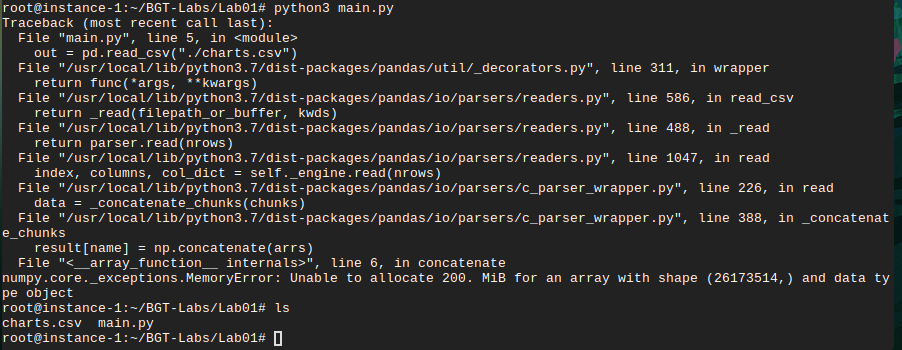 root@instance-1:~/BGT-Labs/Lab01# python3 main.py
Traceback (most recent call last):
  File "main.py", line 5, in <module>
    out = pd.read_csv("./charts.csv")
  File "/usr/local/lib/python3.7/dist-packages/pandas/util/_decorators.py", line 311, in wrapper
    return func(*args, **kwargs)
  File "/usr/local/lib/python3.7/dist-packages/pandas/io/parsers/readers.py", line 586, in read_csv
    return _read(filepath_or_buffer, kwds)
  File "/usr/local/lib/python3.7/dist-packages/pandas/io/parsers/readers.py", line 488, in _read
    return parser.read(nrows)
  File "/usr/local/lib/python3.7/dist-packages/pandas/io/parsers/readers.py", line 1047, in read
    index, columns, col_dict = self._engine.read(nrows)
  File "/usr/local/lib/python3.7/dist-packages/pandas/io/parsers/c_parser_wrapper.py", line 226, in read
    data = _concatenate_chunks(chunks)
  File "/usr/local/lib/python3.7/dist-packages/pandas/io/parsers/c_parser_wrapper.py", line 388, in _concatenat
e_chunks
    result[name] = np.concatenate(arrs)
  File "<__array_function__ internals>", line 6, in concatenate
numpy.core._exceptions.MemoryError: Unable to allocate 200. MiB for an array with shape (26173514,) and data ty
pe object
root@instance-1:~/BGT-Labs/Lab01# ls
charts.csv  main.py
root@instance-1:~/BGT-Labs/Lab01#